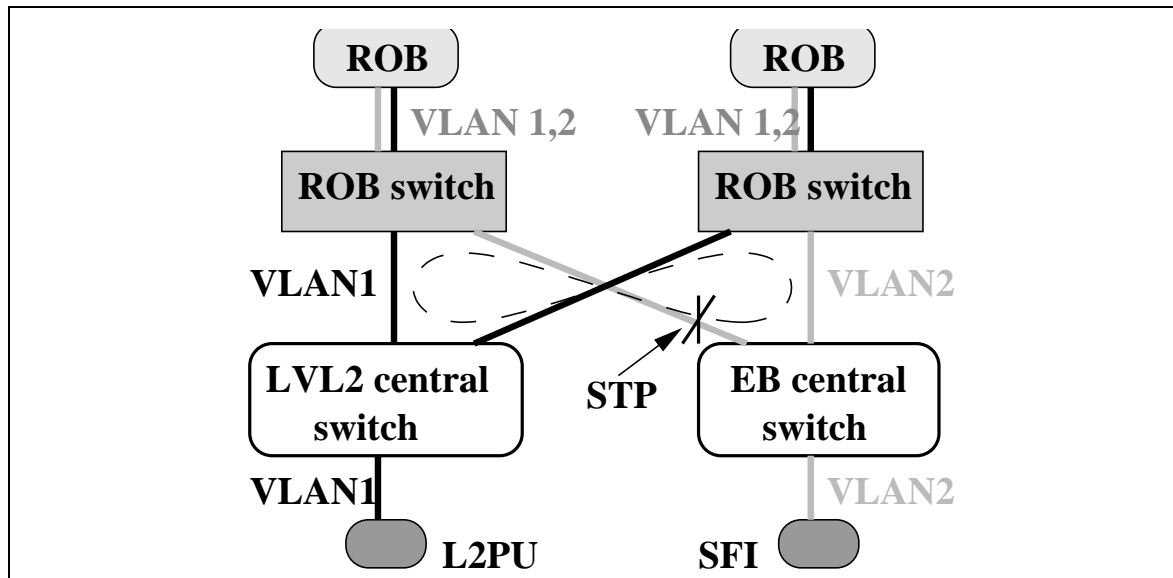 ROB
ROB
VLAN 1,2
VLAN 1,2
ROB switch
ROB switch
VLAN1
VLAN2
LVL2 central
switch
STP
EB central
switch
VLAN1
VLAN2
L2PU
SFI